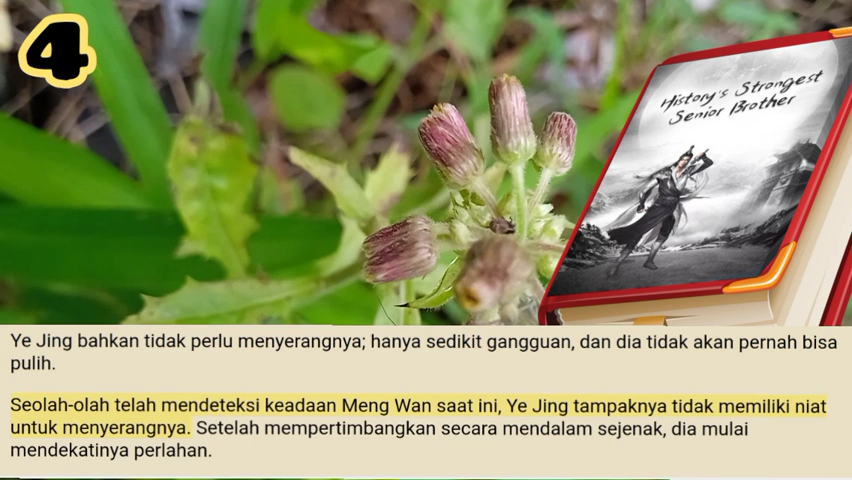 4
History's Strongest
Senior Brother
Ye Jing bahkan tidak perlu menyerangnya; hanya sedikit gangguan, dan dia tidak akan pernah bisa
pulih.
Seolah-olah telah mendeteksi keadaan Meng Wan saat ini, Ye Jing tampaknya tidak memiliki niat
untuk menyerangnya. Setelah mempertimbangkan secara mendalam sejenak, dia mulai
mendekatinya perlahan.